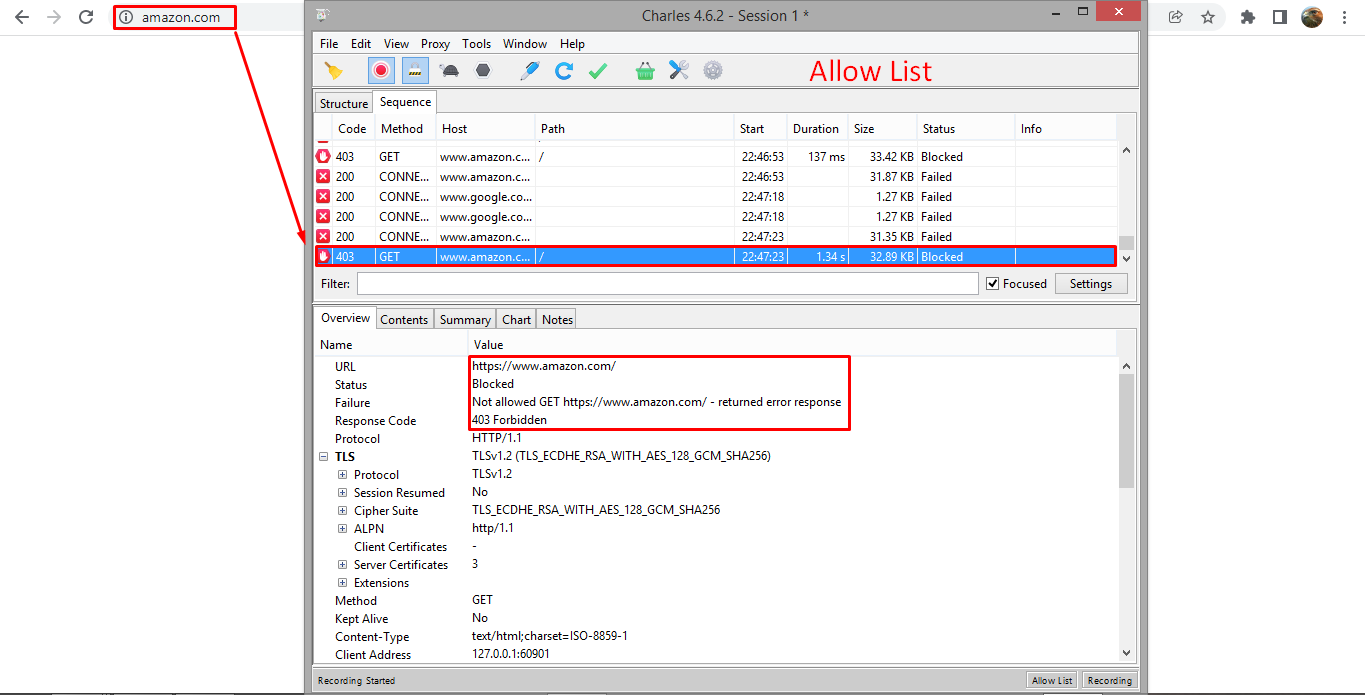 amazon.com
Charles 4.6.2 - Session 1 *
File Edit View Proxy Tools Window Help
Allow List
Structure Sequence
Code Method Host Path Start Duration Size Status Info
403 GET www.amazon.c... / 22:46:53 137 ms 33.42 KB Blocked
200 CONNE... www.amazon.c... 22:46:53 31.87 KB Failed
200 CONNE... www.google.co... 22:47:18 1.27 KB Failed
200 CONNE... www.google.co... 22:47:18 1.27 KB Failed
200 CONNE... www.amazon.c... 22:47:23 31.35 KB Failed
403 GET www.amazon.c... / 22:47:23 1.34 s 32.89 KB Blocked
Filter: Focused Settings
Overview Contents Summary Chart Notes
Name Value
URL https://www.amazon.com/
Status Blocked
Failure Not allowed GET https://www.amazon.com/ - returned error response
Response Code 403 Forbidden
Protocol HTTP/1.1
TLS TLSv1.2 (TLS_ECDHE_RSA_WITH_AES_128_GCM_SHA256)
Protocol TLSv1.2
Session Resumed No
Cipher Suite TLS_ECDHE_RSA_WITH_AES_128_GCM_SHA256
ALPN http/1.1
Client Certificates -
Server Certificates 3
Extensions
Method GET
Kept Alive No
Content-Type text/html;charset=ISO-8859-1
Client Address 127.0.0.1:60901
Recording Started Allow List Recording